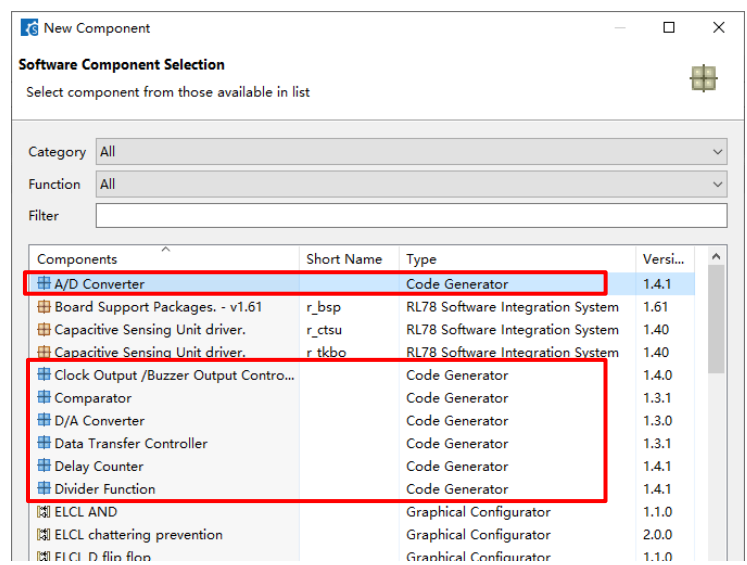 New Component
Software Component Selection
Select component from those available in list
Category All
Function All
Filter
Components Short Name Type Versi...
A/D Converter Code Generator 1.4.1
Board Support Packages. - v1.61 r_bsp RL78 Software Integration System 1.61
Capacitive Sensing Unit driver. r_ctsu RL78 Software Integration System 1.40
Capacitive Sensing Unit driver. r_tkbo RL78 Software Integration System 1.40
Clock Output /Buzzer Output Contro... Code Generator 1.4.0
Comparator Code Generator 1.3.1
D/A Converter Code Generator 1.3.0
Data Transfer Controller Code Generator 1.3.1
Delay Counter Code Generator 1.4.1
Divider Function Code Generator 1.4.1
ELCL AND Graphical Configurator 1.1.0
ELCL chattering prevention Graphical Configurator 2.0.0
ELCL D flip flop Graphical Configurator 1.1.0